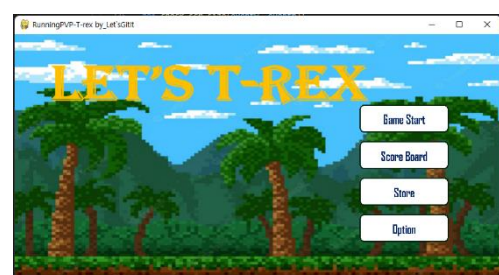 RunningPVP-T-rex by_Let'sGitit
LET'S T-REX
Game Start
Score Board
Store
Option